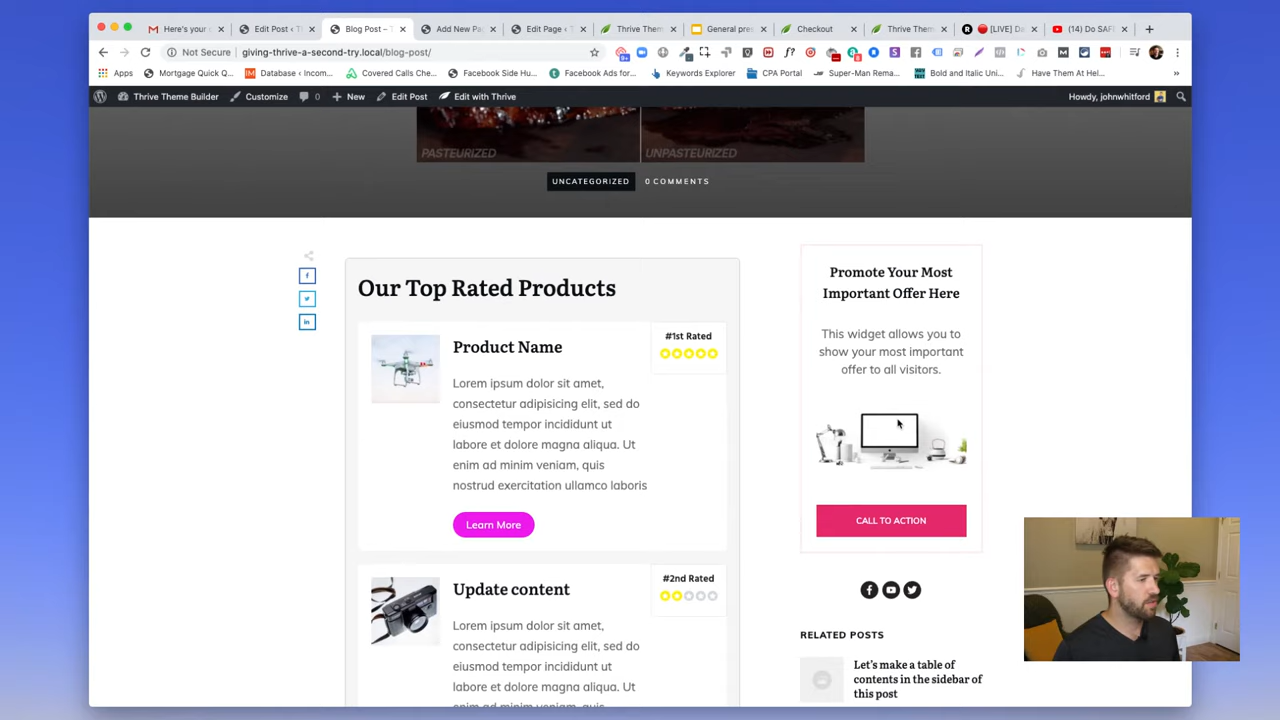 Here's your
Edit Post ‹ T
Blog Post –
Add New Pa
Edit Page ‹ T
Thrive Them
General pres
Checkout
Thrive Them
[LIVE] Da
(14) Do SAF
Not Secure
giving-thrive-a-second-try.local/blog-post/
Apps
Mortgage Quick Q...
Database ‹ Incom...
Covered Calls Che...
Facebook Side Hu...
Facebook Ads for...
Keywords Explorer
CPA Portal
Super-Man Rema...
Bold and Italic Uni...
Have Them At Hel...
»
Thrive Theme Builder
Customize
0
New
Edit Post
Edit with Thrive
Howdy, johnwhitford
PASTEURIZED
UNPASTEURIZED
UNCATEGORIZED
0 COMMENTS
Our Top Rated Products
#1st Rated
Product Name
Lorem ipsum dolor sit amet,
consectetur adipisicing elit, sed do
eiusmod tempor incididunt ut
labore et dolore magna aliqua. Ut
enim ad minim veniam, quis
nostrud exercitation ullamco laboris
Learn More
#2nd Rated
Update content
Lorem ipsum dolor sit amet,
consectetur adipisicing elit, sed do
eiusmod tempor incididunt ut
labore et dolore magna aliqua. Ut
Promote Your Most
Important Offer Here
This widget allows you to
show your most important
offer to all visitors.
CALL TO ACTION
RELATED POSTS
Let's make a table of
contents in the sidebar of
this post